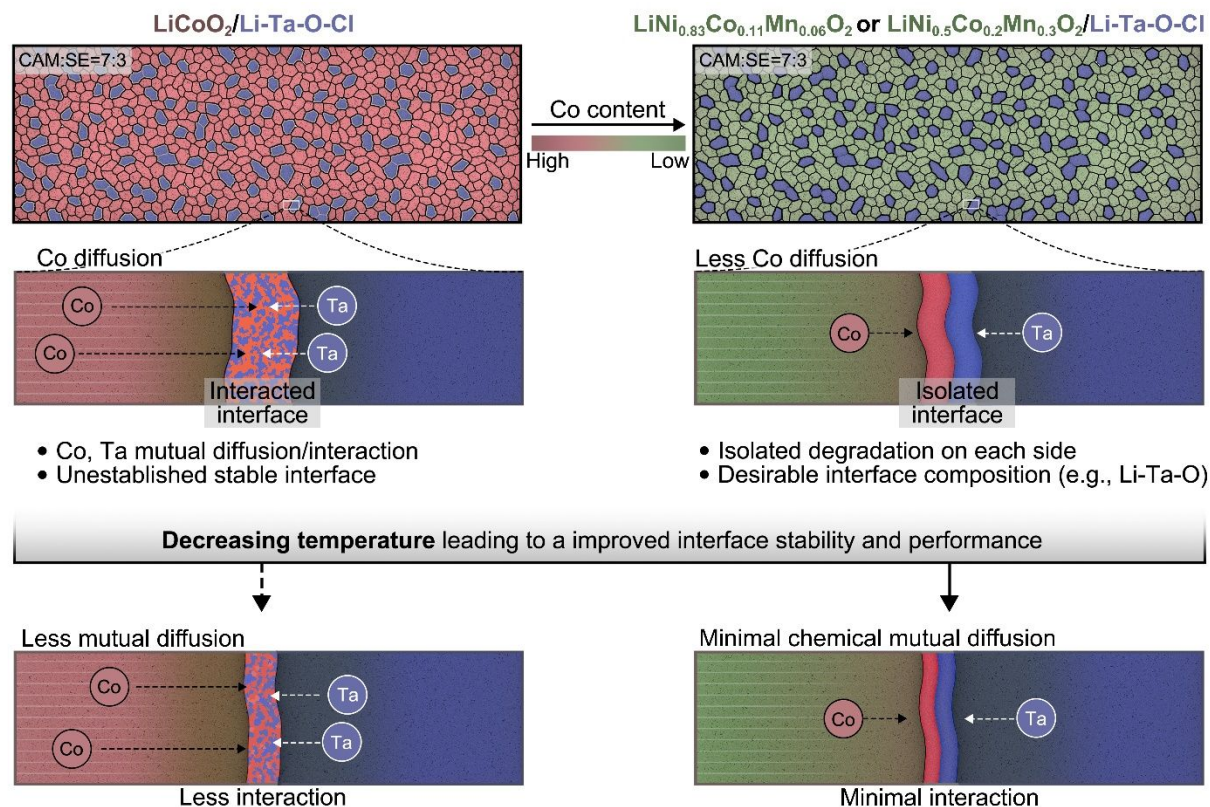 LiCoO₂/Li-Ta-O-Cl
LiNi₀.₈₃Co₀.₁₁Mn₀.₀₆O₂ or LiNi₀.₅Co₀.₂Mn₀.₃O₂/Li-Ta-O-Cl
CAM:SE=7:3
Co content
High Low
CAM:SE=7:3
Co diffusion
Co
Ta
Co
Ta
Interacted
interface
• Co, Ta mutual diffusion/interaction
• Unestablished stable interface
Less Co diffusion
Co
Ta
Isolated
interface
• Isolated degradation on each side
• Desirable interface composition (e.g., Li-Ta-O)
Decreasing temperature leading to a improved interface stability and performance
Less mutual diffusion
Co
Ta
Co
Ta
Less interaction
Minimal chemical mutual diffusion
Co
Ta
Minimal interaction